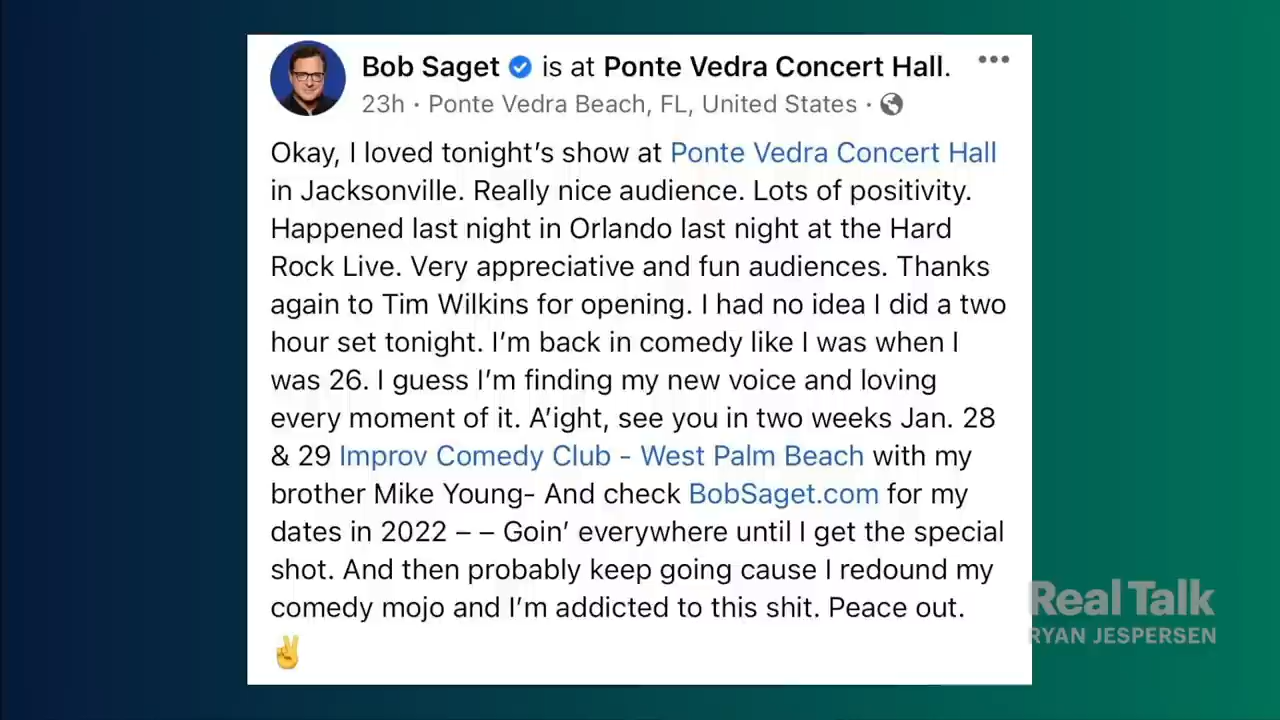 Bob Saget is at Ponte Vedra Concert Hall.
23h · Ponte Vedra Beach, FL, United States ·
Okay, I loved tonight's show at Ponte Vedra Concert Hall
in Jacksonville. Really nice audience. Lots of positivity.
Happened last night in Orlando last night at the Hard
Rock Live. Very appreciative and fun audiences. Thanks
again to Tim Wilkins for opening. I had no idea I did a two
hour set tonight. I'm back in comedy like I was when I
was 26. I guess I'm finding my new voice and loving
every moment of it. A'ight, see you in two weeks Jan. 28
& 29 Improv Comedy Club - West Palm Beach with my
brother Mike Young- And check BobSaget.com for my
dates in 2022 – – Goin' everywhere until I get the special
shot. And then probably keep going cause I redound my
comedy mojo and I'm addicted to this shit. Peace out.
✌️
Real Talk
RYAN JESPERSEN